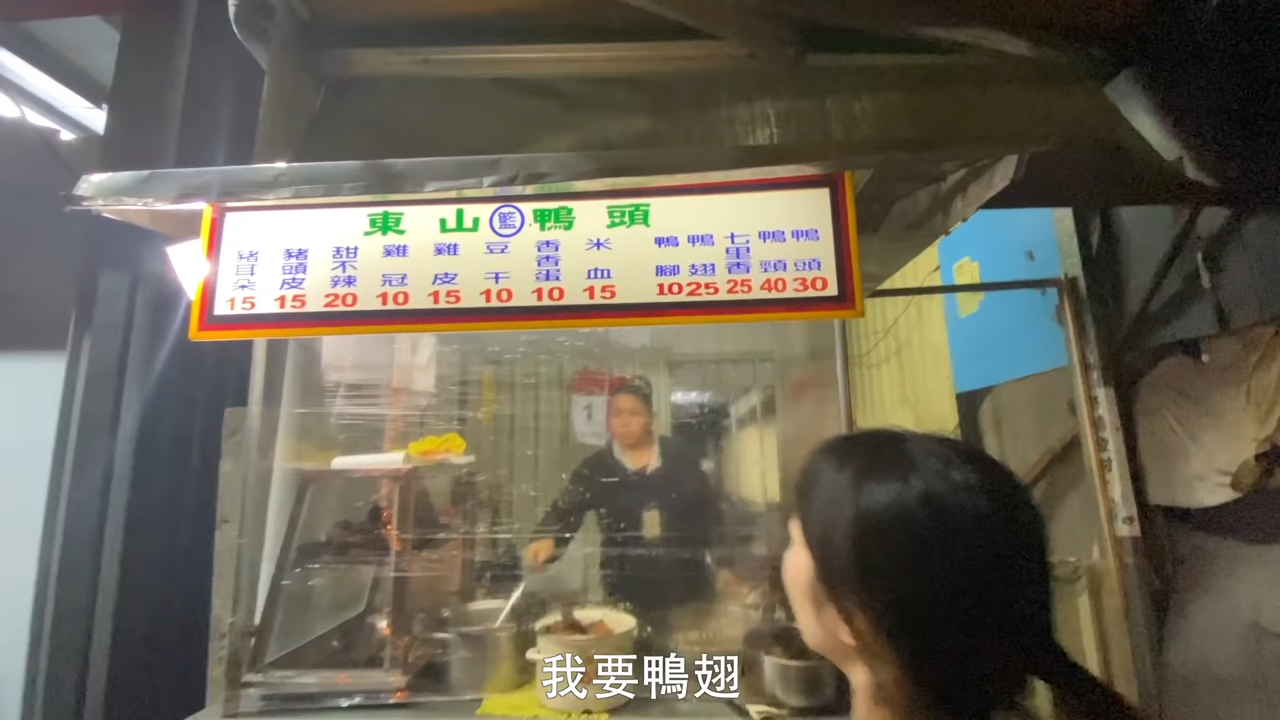 東山籃鴨頭
豬耳朵 豬頭皮 甜不辣 雞冠 雞皮 豆干 香香蛋 米血 鴨腳 鴨翅 七里香 鴨頸 鴨頭
15 15 20 10 15 10 10 15 10 25 25 40 30
1
我要鴨翅